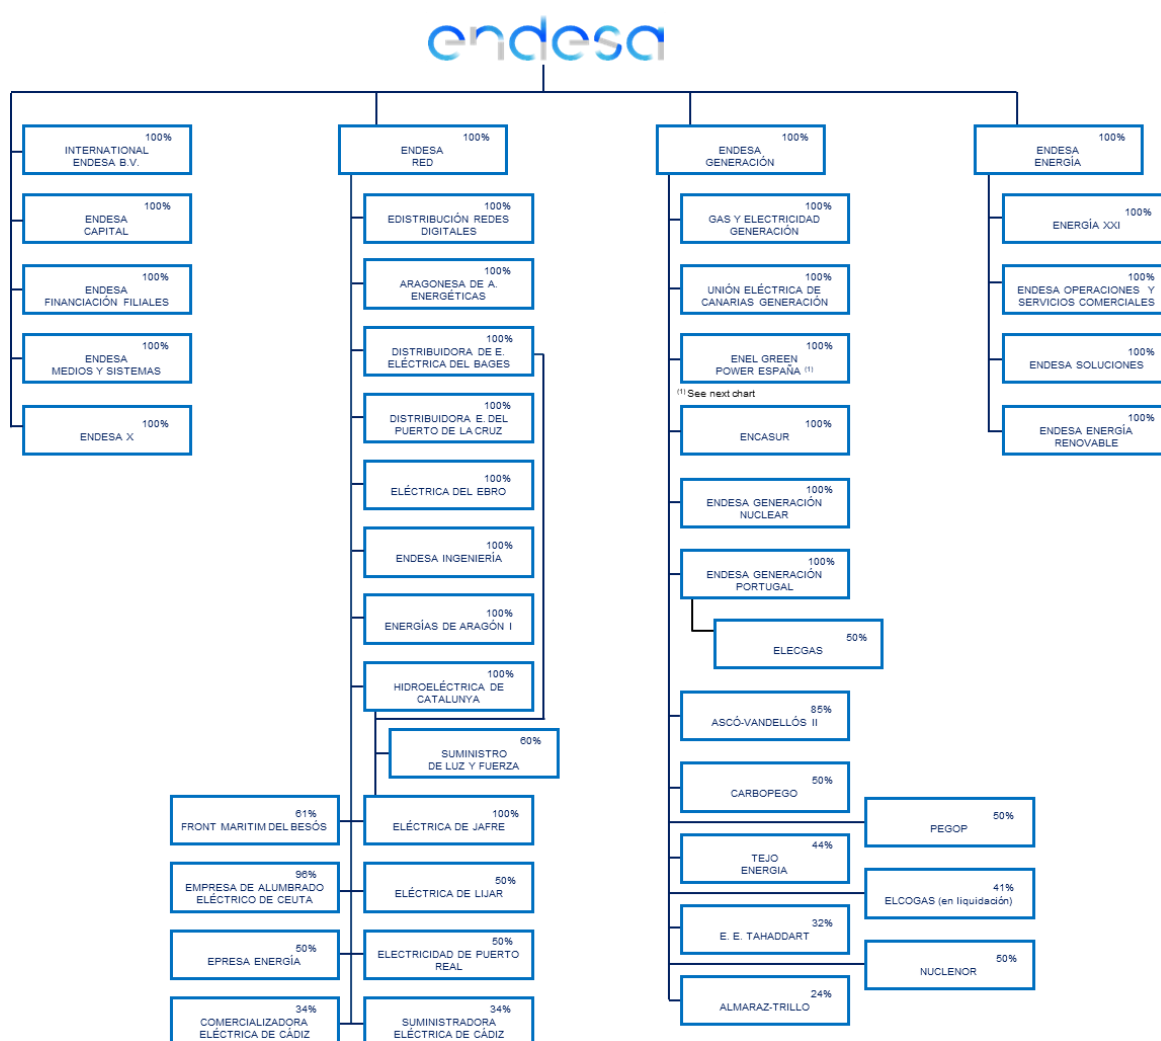 endesa
100%
INTERNATIONAL
ENDESA B.V.
100%
ENDESA
CAPITAL
100%
ENDESA
FINANCIACIÓN FILIALES
100%
ENDESA
MEDIOS Y SISTEMAS
100%
ENDESA X
100%
ENDESA
RED
100%
EDISTRIBUCIÓN REDES
DIGITALES
100%
ARAGONESA DE A.
ENERGÉTICAS
100%
DISTRIBUIDORA DE E.
ELÉCTRICA DEL BAGES
100%
DISTRIBUIDORA E. DEL
PUERTO DE LA CRUZ
100%
ELÉCTRICA DEL EBRO
100%
ENDESA INGENIERÍA
100%
ENERGÍAS DE ARAGÓN I
100%
HIDROELÉCTRICA DE
CATALUNYA
60%
SUMINISTRO
DE LUZ Y FUERZA
61%
FRONT MARITIM DEL BESÓS
100%
ELÉCTRICA DE JAFRE
96%
EMPRESA DE ALUMBRADO
ELÉCTRICO DE CEUTA
50%
ELÉCTRICA DE LIJAR
50%
EPRESA ENERGÍA
50%
ELECTRICIDAD DE PUERTO
REAL
34%
COMERCIALIZADORA
ELÉCTRICA DE CÁDIZ
34%
SUMINISTRADORA
ELÉCTRICA DE CÁDIZ
100%
ENDESA
GENERACIÓN
100%
GAS Y ELECTRICIDAD
GENERACIÓN
100%
UNIÓN ELÉCTRICA DE
CANARIAS GENERACIÓN
100%
ENEL GREEN
POWER ESPAÑA (1)
(1) See next chart
100%
ENCASUR
100%
ENDESA GENERACIÓN
NUCLEAR
100%
ENDESA GENERACIÓN
PORTUGAL
50%
ELECGAS
85%
ASCÓ-VANDELLÓS II
50%
CARBOPEGO
50%
PEGOP
44%
TEJO
ENERGIA
41%
ELCOGAS (en liquidación)
32%
E. E. TAHADDART
50%
NUCLENOR
24%
ALMARAZ-TRILLO
100%
ENDESA
ENERGÍA
100%
ENERGÍA XXI
100%
ENDESA OPERACIONES Y
SERVICIOS COMERCIALES
100%
ENDESA SOLUCIONES
100%
ENDESA ENERGÍA
RENOVABLE